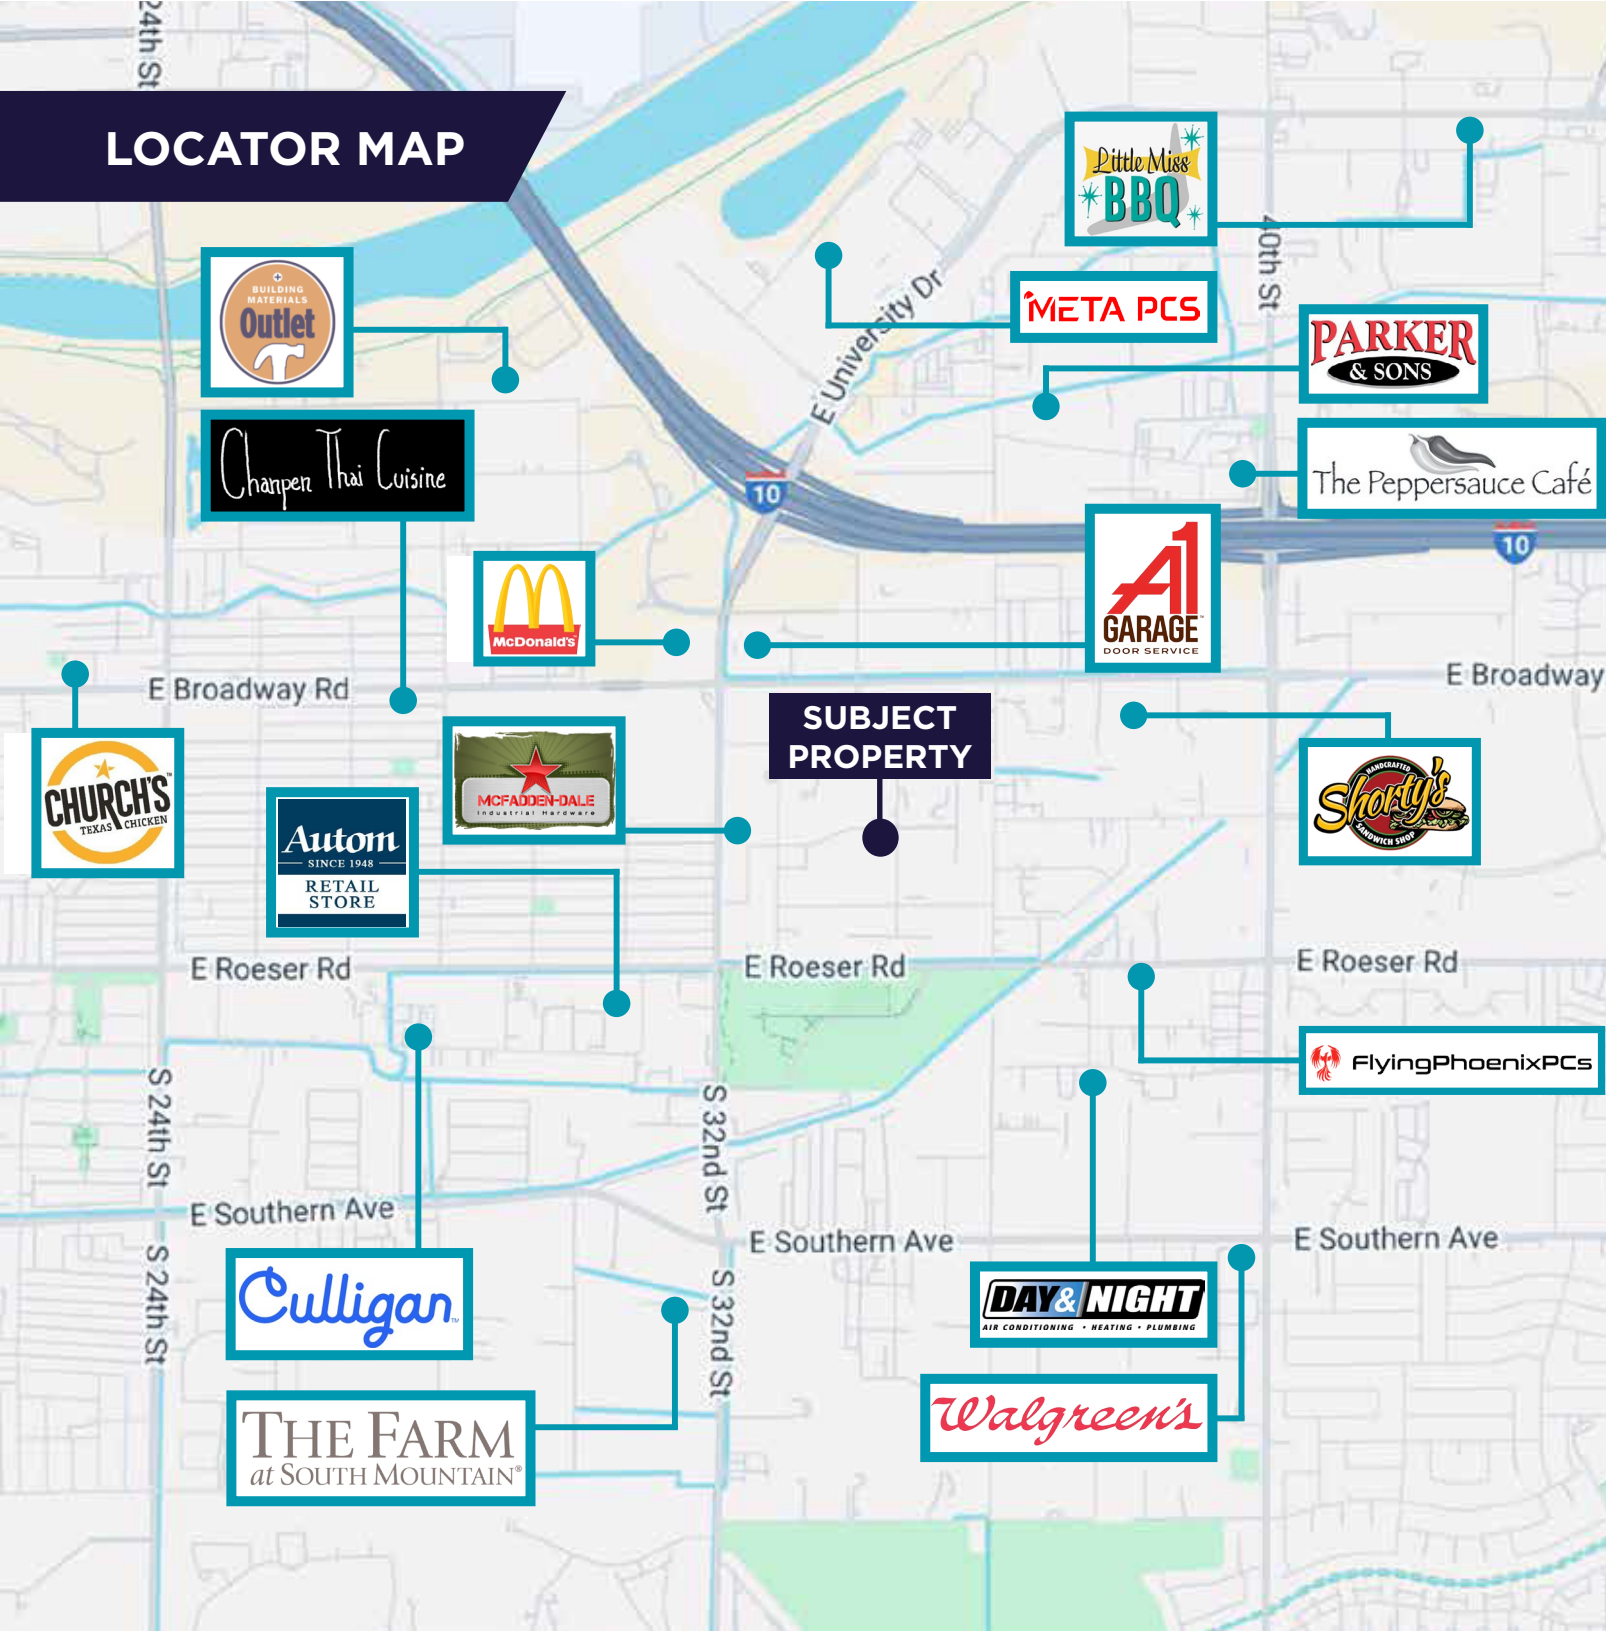 24th St
LOCATOR MAP
Little Miss
BBQ
40th St
BUILDING
MATERIALS
Outlet
E University Dr
META PCS
PARKER
& SONS
Chanpen Thai Cuisine
The Peppersauce Café
10
10
A1
GARAGE
DOOR SERVICE
McDonald's
E Broadway Rd
E Broadway
SUBJECT
PROPERTY
CHURCH'S™
TEXAS CHICKEN
MCFADDEN-DALE
Industrial Hardware
HANDCRAFTED
Shorty's
SANDWICH SHOP
Autom
SINCE 1948
RETAIL
STORE
E Roeser Rd
E Roeser Rd
E Roeser Rd
FlyingPhoenixPCs
S 24th St
S 32nd St
E Southern Ave
E Southern Ave
E Southern Ave
S 24th St
S 32nd St
Culligan™
DAY & NIGHT
AIR CONDITIONING • HEATING • PLUMBING
Walgreen's
THE FARM
at SOUTH MOUNTAIN®